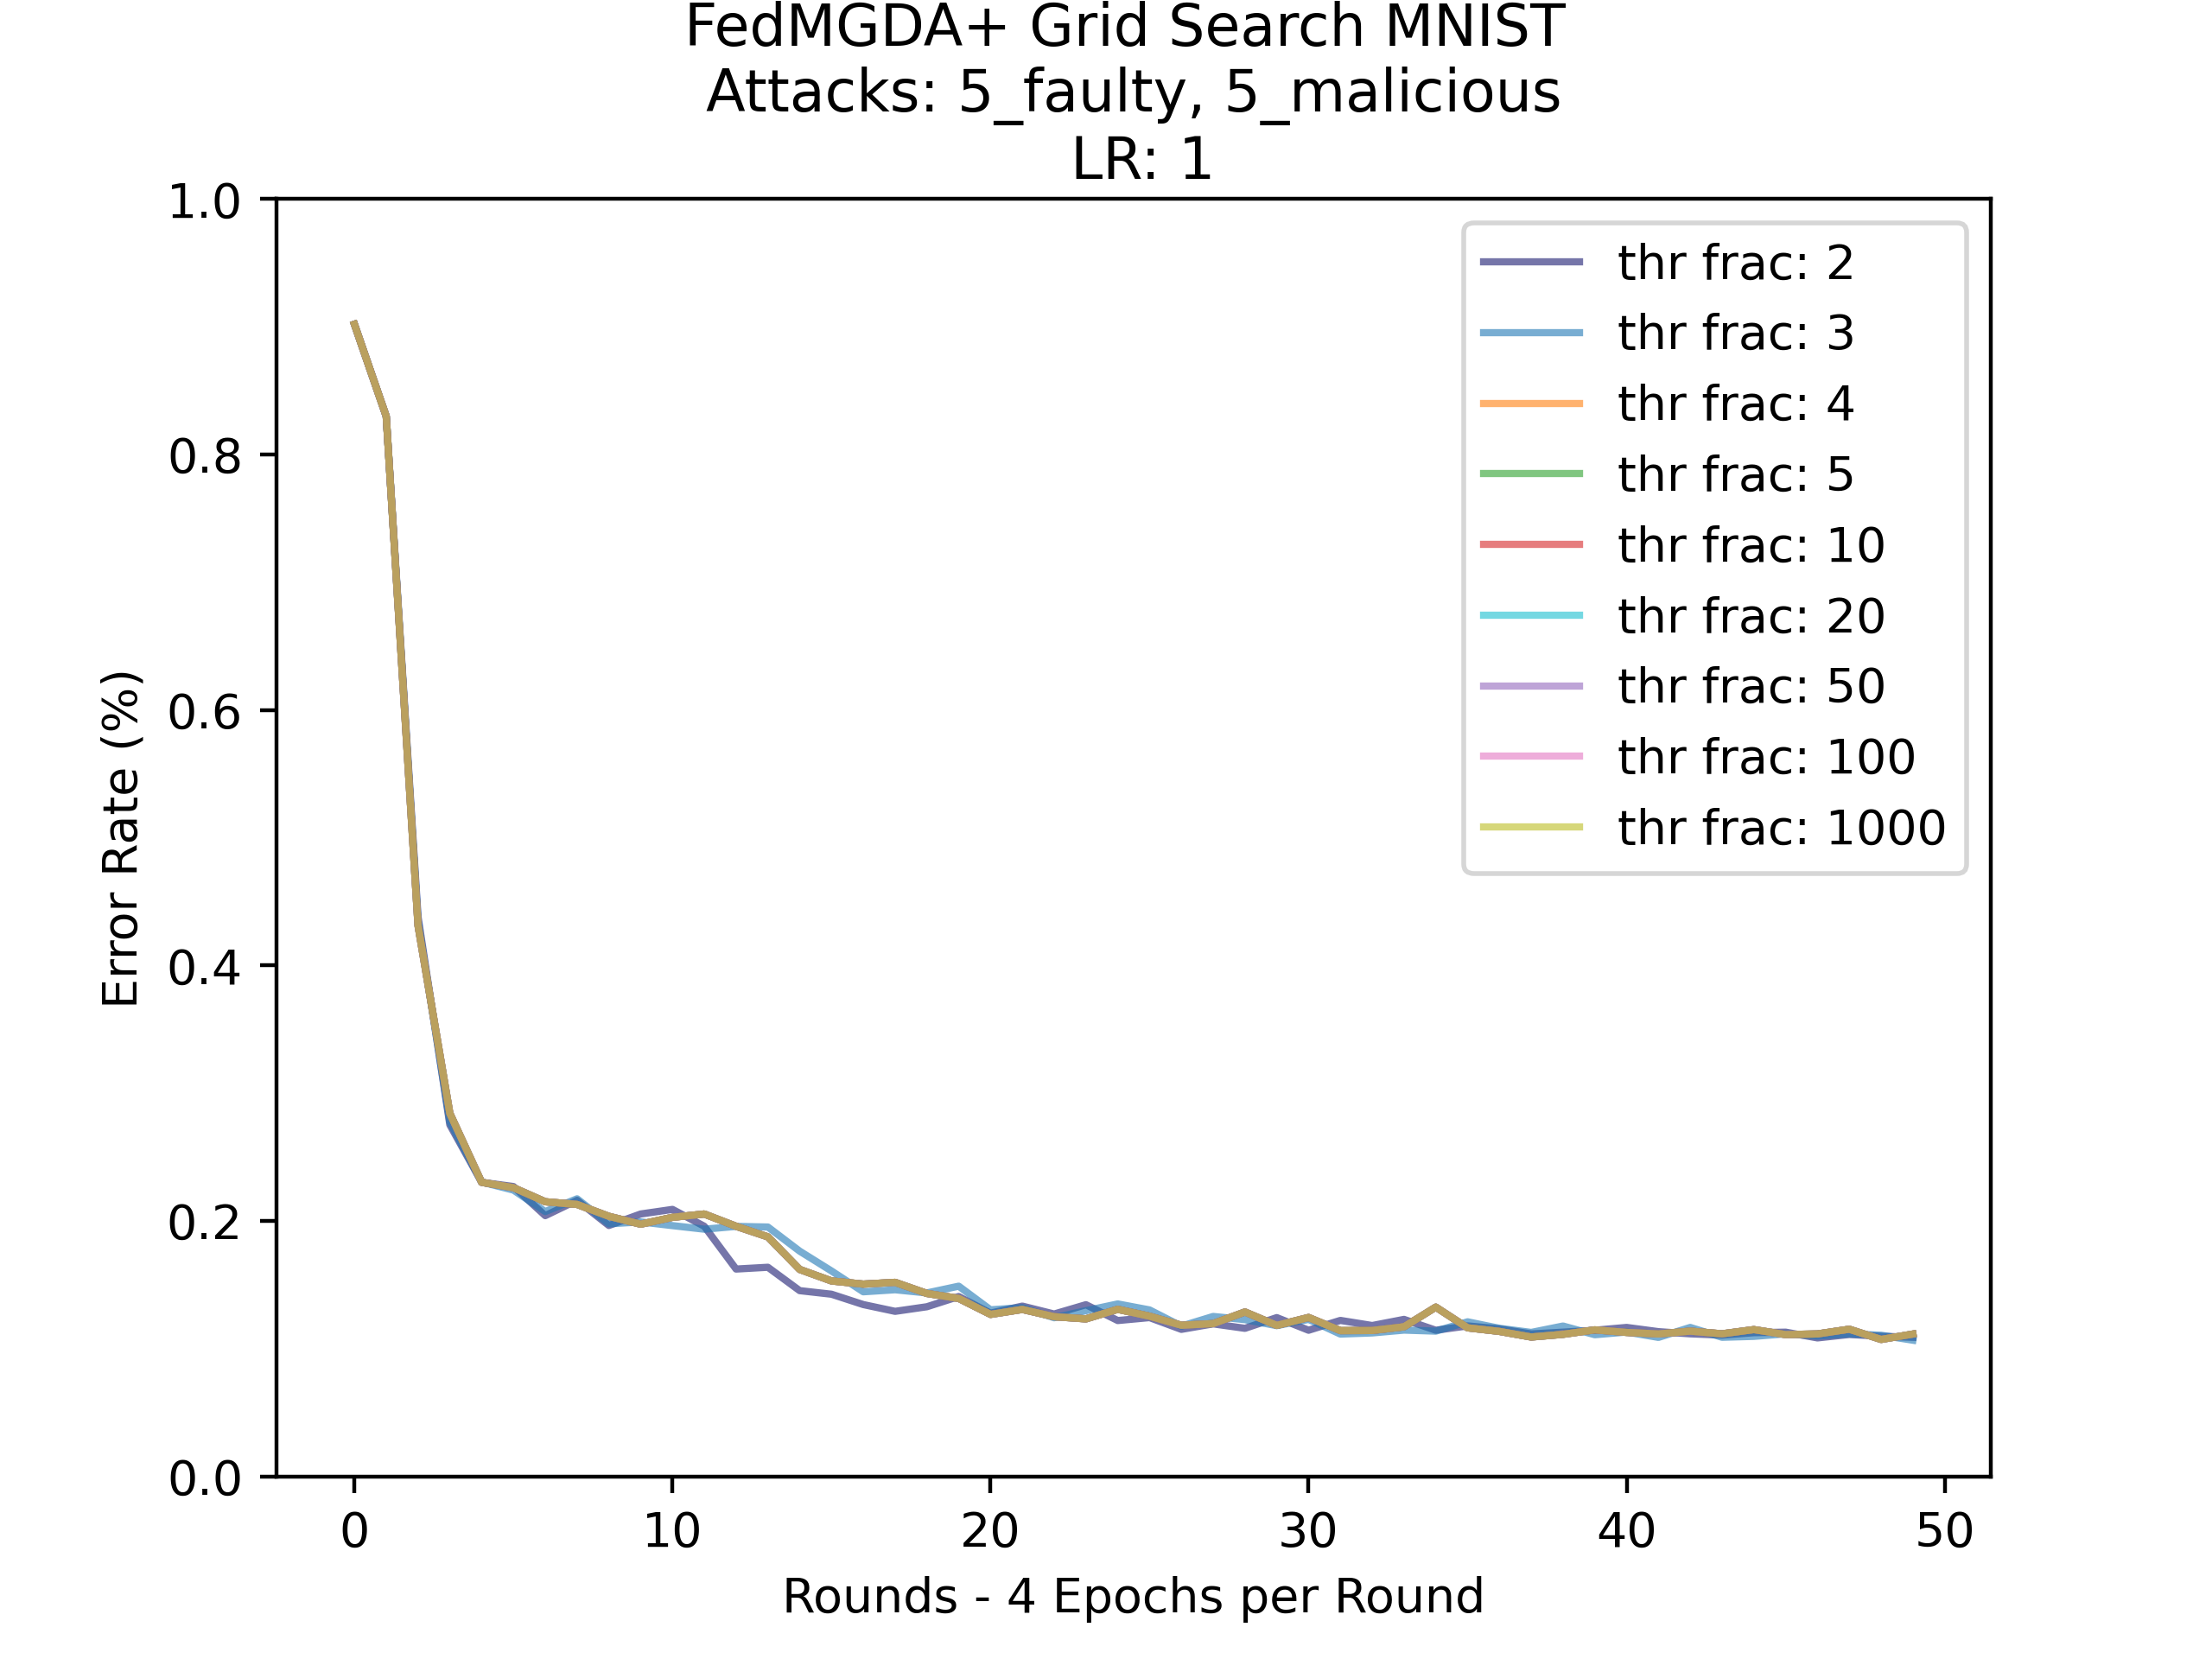 FedMGDA+ Grid Search MNIST
Attacks: 5_faulty, 5_malicious
LR: 1
1.0
0.8
0.6
0.4
0.2
0.0
Error Rate (%)
thr frac: 2
thr frac: 3
thr frac: 4
thr frac: 5
thr frac: 10
thr frac: 20
thr frac: 50
thr frac: 100
thr frac: 1000
0 10 20 30 40 50
Rounds - 4 Epochs per Round